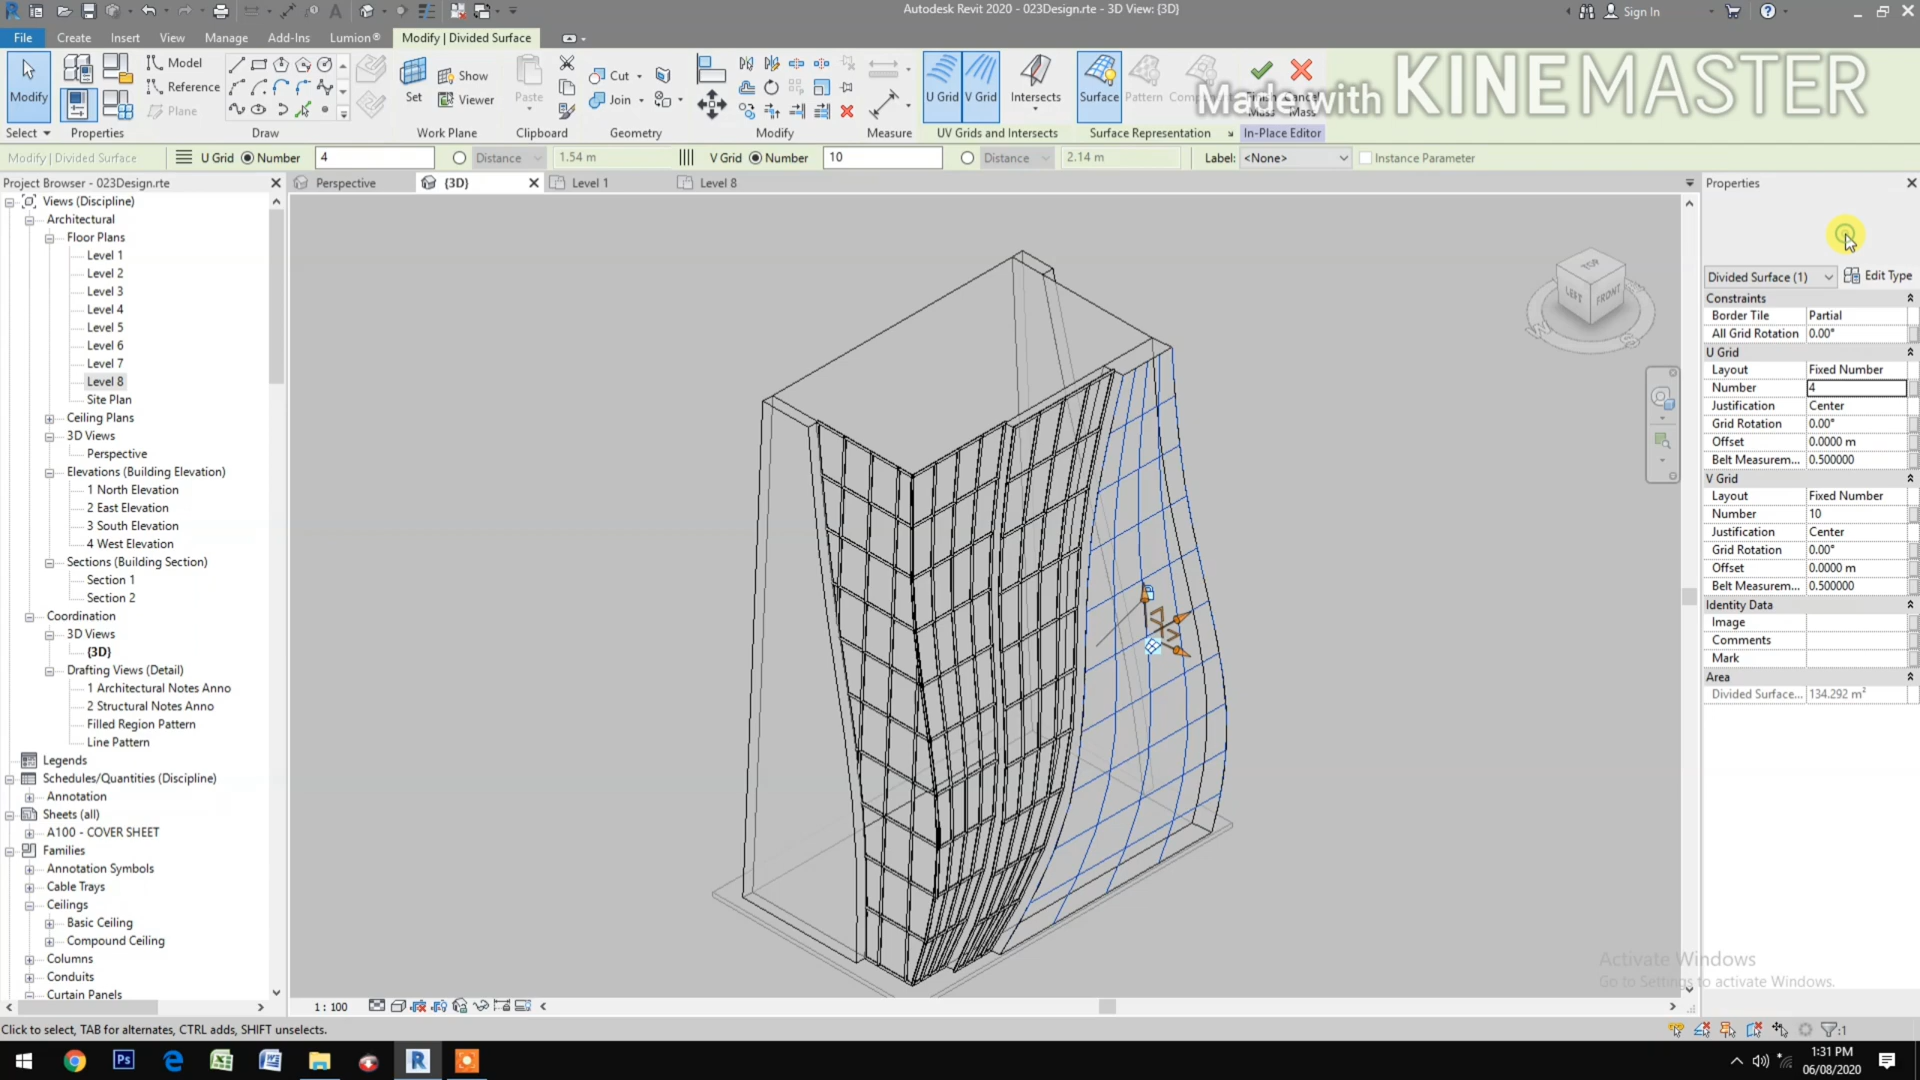 Autodesk Revit 2020 - 023Design.rte - 3D View: {3D}
Sign In
File Create Insert View Manage Add-Ins Lumion® Modify | Divided Surface
Made with KINEMASTER
Modify
Model
Reference
Plane
Set
Show
Viewer
Paste
Cut
Join
U Grid V Grid Intersects
Surface Pattern
Finish Mass
Cancel Mass
Select Properties Draw Work Plane Clipboard Geometry Modify Measure UV Grids and Intersects Surface Representation In-Place Editor
Modify | Divided Surface U Grid Number 4 Distance 1.54 m V Grid Number 10 Distance 2.14 m Label: <None> Instance Parameter
Project Browser - 023Design.rte
Perspective {3D} Level 1 Level 8
Properties
Views (Discipline)
Architectural
Floor Plans
Level 1
Level 2
Level 3
Level 4
Level 5
Level 6
Level 7
Level 8
Site Plan
Ceiling Plans
3D Views
Perspective
Elevations (Building Elevation)
1 North Elevation
2 East Elevation
3 South Elevation
4 West Elevation
Sections (Building Section)
Section 1
Section 2
Coordination
3D Views
{3D}
Drafting Views (Detail)
1 Architectural Notes Anno
2 Structural Notes Anno
Filled Region Pattern
Line Pattern
Legends
Schedules/Quantities (Discipline)
Annotation
Sheets (all)
A100 - COVER SHEET
Families
Annotation Symbols
Cable Trays
Ceilings
Basic Ceiling
Compound Ceiling
Columns
Conduits
Curtain Panels
TOP
LEFT
FRONT
W
S
Divided Surface (1) Edit Type
Constraints
Border Tile Partial
All Grid Rotation 0.00°
U Grid
Layout Fixed Number
Number 4
Justification Center
Grid Rotation 0.00°
Offset 0.0000 m
Belt Measurem... 0.500000
V Grid
Layout Fixed Number
Number 10
Justification Center
Grid Rotation 0.00°
Offset 0.0000 m
Belt Measurem... 0.500000
Identity Data
Image
Comments
Mark
Area
Divided Surface... 134.292 m²
Activate Windows
Go to Settings to activate Windows.
1 : 100
Click to select, TAB for alternates, CTRL adds, SHIFT unselects.
:1
1:31 PM
06/08/2020